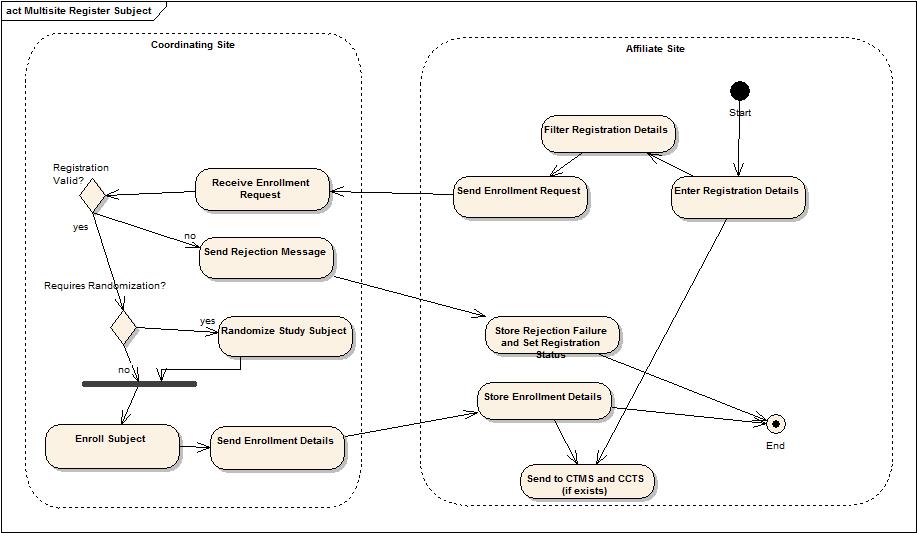 act Multisite Register Subject
Coordinating Site
Affiliate Site
Start
Filter Registration Details
Registration
Valid?
Receive Enrollment
Request
Send Enrollment Request
Enter Registration Details
yes
no
Send Rejection Message
Requires Randomization?
yes
Randomize Study Subject
Store Rejection Failure
and Set Registration
Status
no
Store Enrollment Details
Enroll Subject
Send Enrollment Details
End
Send to CTMS and CCTS
(if exists)